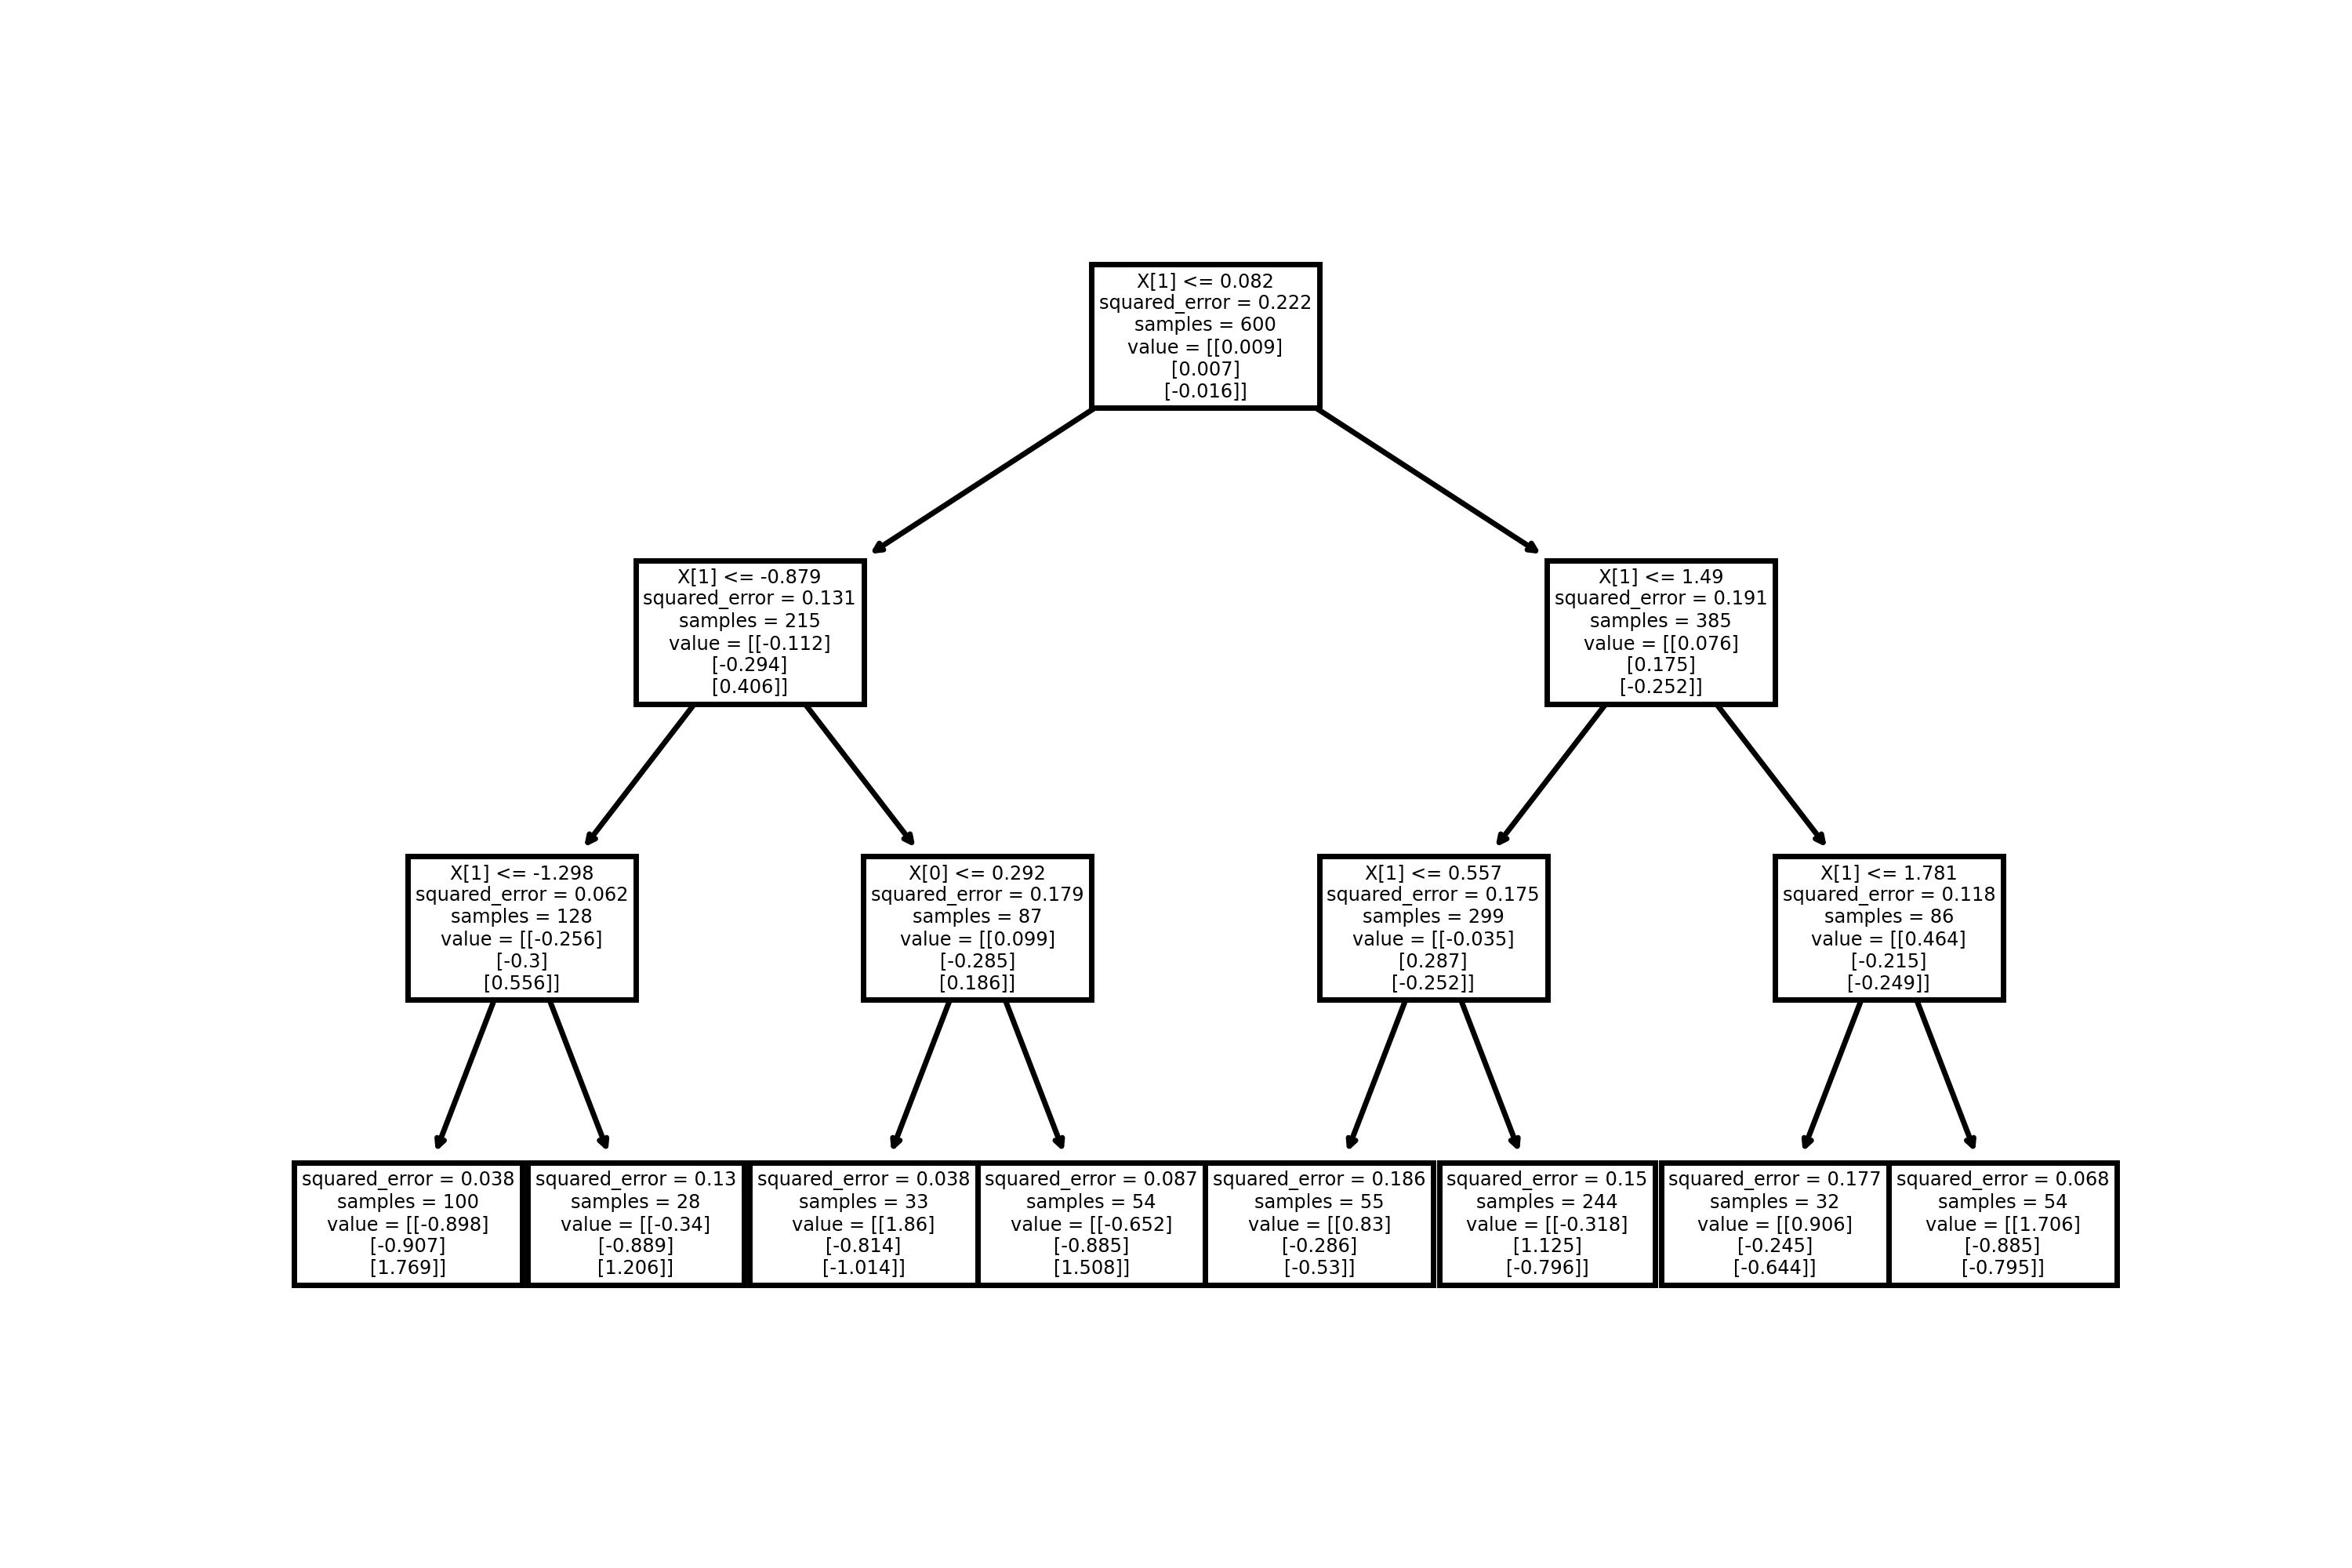 X[1] <= 0.082
squared_error = 0.222
samples = 600
value = [[0.009]
[0.007]
[-0.016]]
X[1] <= -0.879
squared_error = 0.131
samples = 215
value = [[-0.112]
[-0.294]
[0.406]]
X[1] <= 1.49
squared_error = 0.191
samples = 385
value = [[0.076]
[0.175]
[-0.252]]
X[1] <= -1.298
squared_error = 0.062
samples = 128
value = [[-0.256]
[-0.3]
[0.556]]
X[0] <= 0.292
squared_error = 0.179
samples = 87
value = [[0.099]
[-0.285]
[0.186]]
X[1] <= 0.557
squared_error = 0.175
samples = 299
value = [[-0.035]
[0.287]
[-0.252]]
X[1] <= 1.781
squared_error = 0.118
samples = 86
value = [[0.464]
[-0.215]
[-0.249]]
squared_error = 0.038
samples = 100
value = [[-0.898]
[-0.907]
[1.769]]
squared_error = 0.13
samples = 28
value = [[-0.34]
[-0.889]
[1.206]]
squared_error = 0.038
samples = 33
value = [[1.86]
[-0.814]
[-1.014]]
squared_error = 0.087
samples = 54
value = [[-0.652]
[-0.885]
[1.508]]
squared_error = 0.186
samples = 55
value = [[0.83]
[-0.286]
[-0.53]]
squared_error = 0.15
samples = 244
value = [[-0.318]
[1.125]
[-0.796]]
squared_error = 0.177
samples = 32
value = [[0.906]
[-0.245]
[-0.644]]
squared_error = 0.068
samples = 54
value = [[1.706]
[-0.885]
[-0.795]]